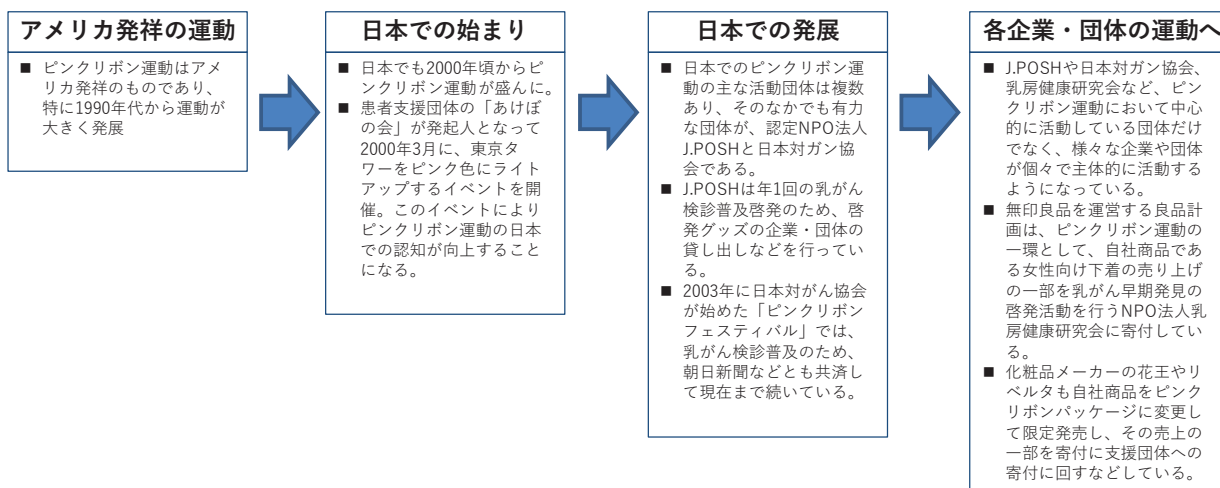 アメリカ発祥の運動
■ ピンクリボン運動はアメ
リカ発祥のものであり、
特に1990年代から運動が
大きく発展
日本での始まり
■ 日本でも2000年頃からピ
ンクリボン運動が盛んに。
■ 患者支援団体の「あけぼ
の会」が発起人となって
2000年3月に、東京タ
ワーをピンク色にライト
アップするイベントを開
催。このイベントにより
ピンクリボン運動の日本
での認知が向上すること
になる。
日本での発展
■ 日本でのピンクリボン運
動の主な活動団体は複数
あり、そのなかでも有力
な団体が、認定NPO法人
J.POSHと日本対ガン協
会である。
■ J.POSHは年1回の乳がん
検診普及啓発のため、啓
発グッズの企業・団体の
貸し出しなどを行ってい
る。
■ 2003年に日本対がん協会
が始めた「ピンクリボン
フェスティバル」では、
乳がん検診普及のため、
朝日新聞などとも共済し
て現在まで続いている。
各企業・団体の運動へ
■ J.POSHや日本対ガン協会、
乳房健康研究会など、ピン
クリボン運動において中心
的に活動している団体だけ
でなく、様々な企業や団体
が個々で主体的に活動する
ようになっている。
■ 無印良品を運営する良品計
画は、ピンクリボン運動の
一環として、自社商品であ
る女性向け下着の売り上げ
の一部を乳がん早期発見の
啓発活動を行うNPO法人乳
房健康研究会に寄付してい
る。
■ 化粧品メーカーの花王やリ
ベルタも自社商品をピンク
リボンパッケージに変更し
て限定発売し、その売上の
一部を寄付に支援団体への
寄付に回すなどしている。